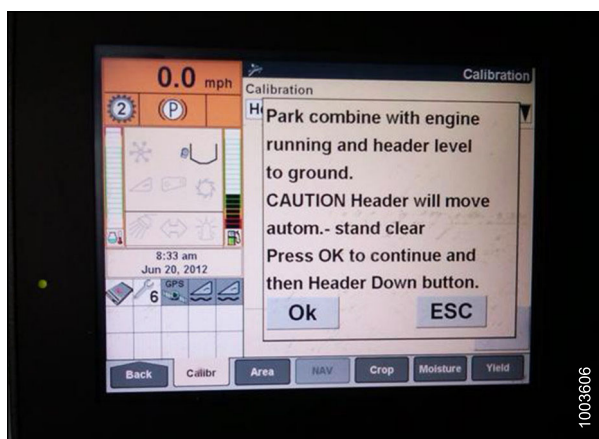 0.0 mph
Calibration
Calibration
2
(P)
He
Park combine with engine
running and header level
to ground.
CAUTION Header will move
autom.- stand clear
Press OK to continue and
then Header Down button.
Ok
ESC
8:33 am
Jun 20, 2012
6
GPS
Back
Calibr
Area
NAV
Crop
Moisture
Yield
1003606